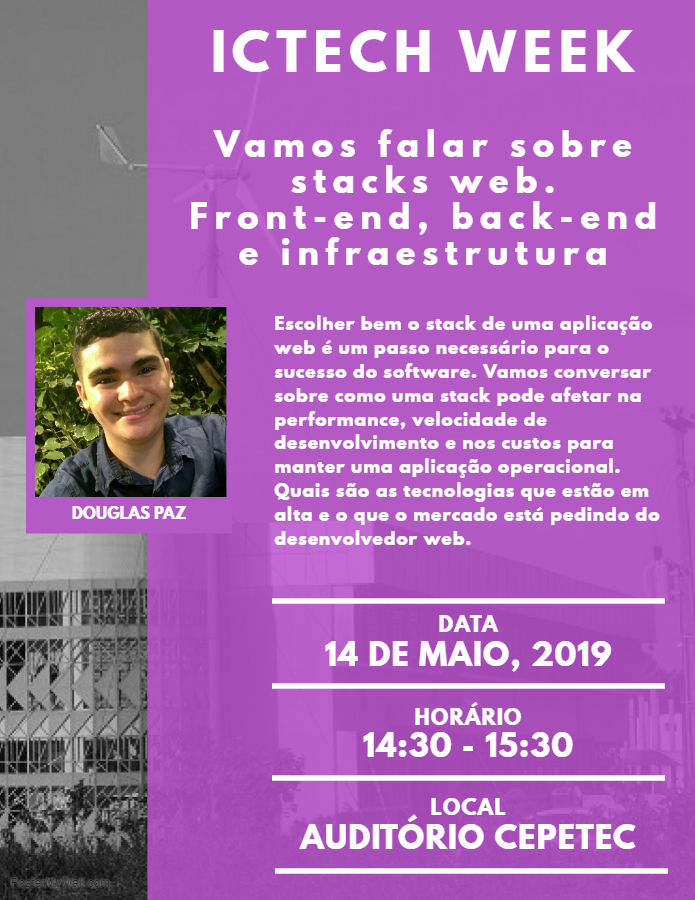 ICTECH WEEK
Vamos falar sobre
stacks web.
Front-end, back-end
e infraestrutura
Escolher bem o stack de uma aplicação
web é um passo necessário para o
sucesso do software. Vamos conversar
sobre como uma stack pode afetar na
performance, velocidade de
desenvolvimento e nos custos para
manter uma aplicação operacional.
Quais são as tecnologias que estão em
alta e o que o mercado está pedindo do
desenvolvedor web.
DOUGLAS PAZ
DATA
14 DE MAIO, 2019
HORÁRIO
14:30 - 15:30
LOCAL
AUDITÓRIO CEPETEC
PosterMyWall.com